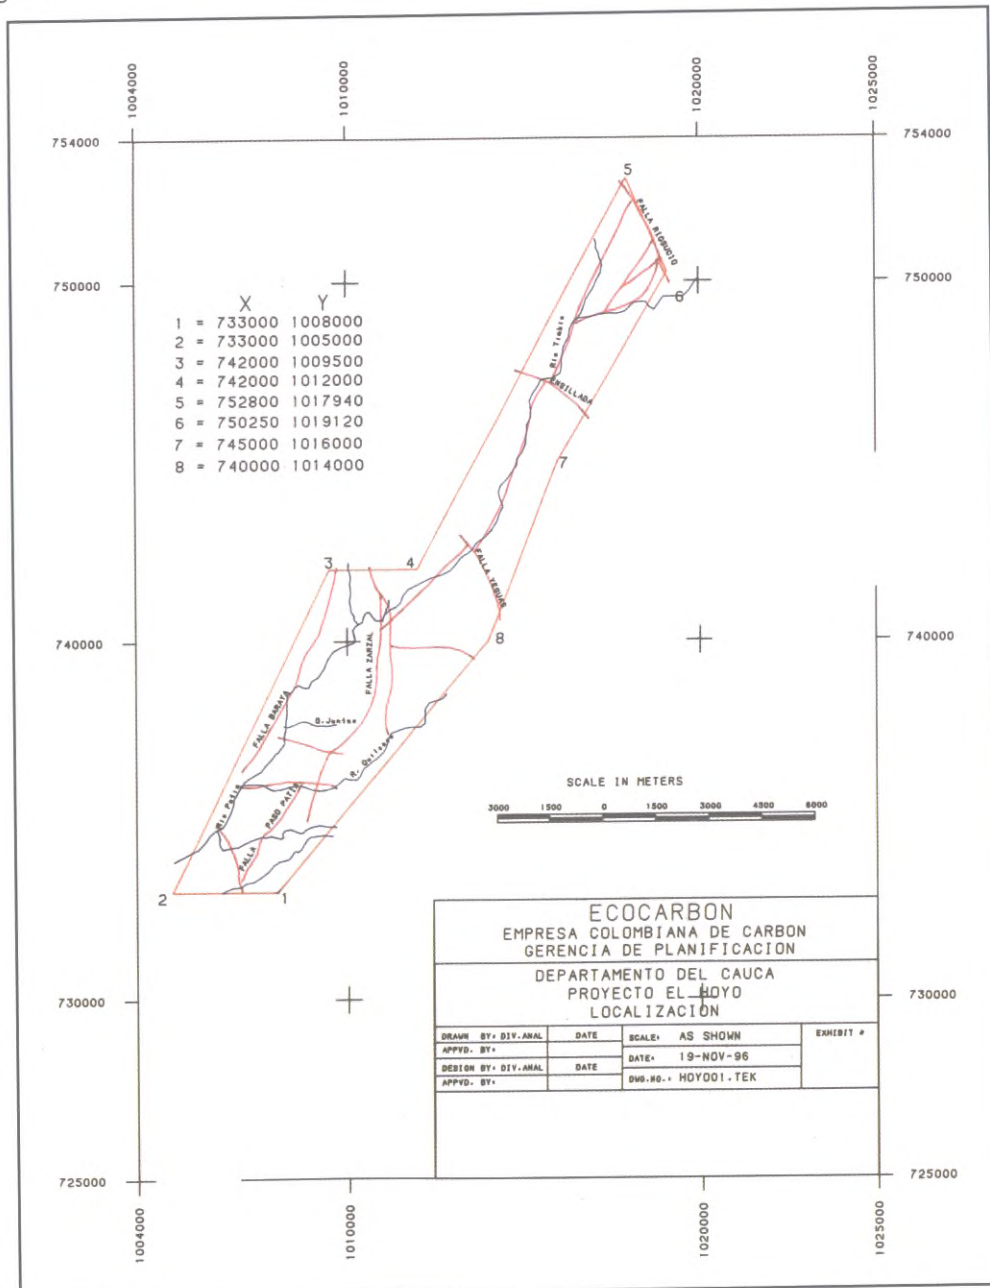 1004000
1010000
1020000
1025000
754000
754000
5
FALLA RIOSUCIO
750000
750000
6
X Y
1 = 733000 1008000
2 = 733000 1005000
3 = 742000 1009500
4 = 742000 1012000
5 = 752800 1017940
6 = 750250 1019120
7 = 745000 1016000
8 = 740000 1014000
Rio Timbio
ENSILLADA
7
3
4
FALLA YEGUAS
8
740000
740000
FALLA ZARZAL
FALLA BARAYA
R. Quilcace
Rio Patia
FALLA PASO PATIA
2
1
SCALE IN METERS
3000 1500 0 1500 3000 4500 6000
ECOCARBON
EMPRESA COLOMBIANA DE CARBON
GERENCIA DE PLANIFICACION
DEPARTAMENTO DEL CAUCA
PROYECTO EL HOYO
LOCALIZACIÓN
DRAWN BY: DIV.ANAL DATE SCALE: AS SHOWN EXHIBIT #
APPVD. BY:
DATE: 19-NOV-96
DESIGN BY: DIV.ANAL DATE
DWG.NO.: HOYO01.TEK
APPVD. BY:
730000
730000
725000
725000
1004000
1010000
1020000
1025000